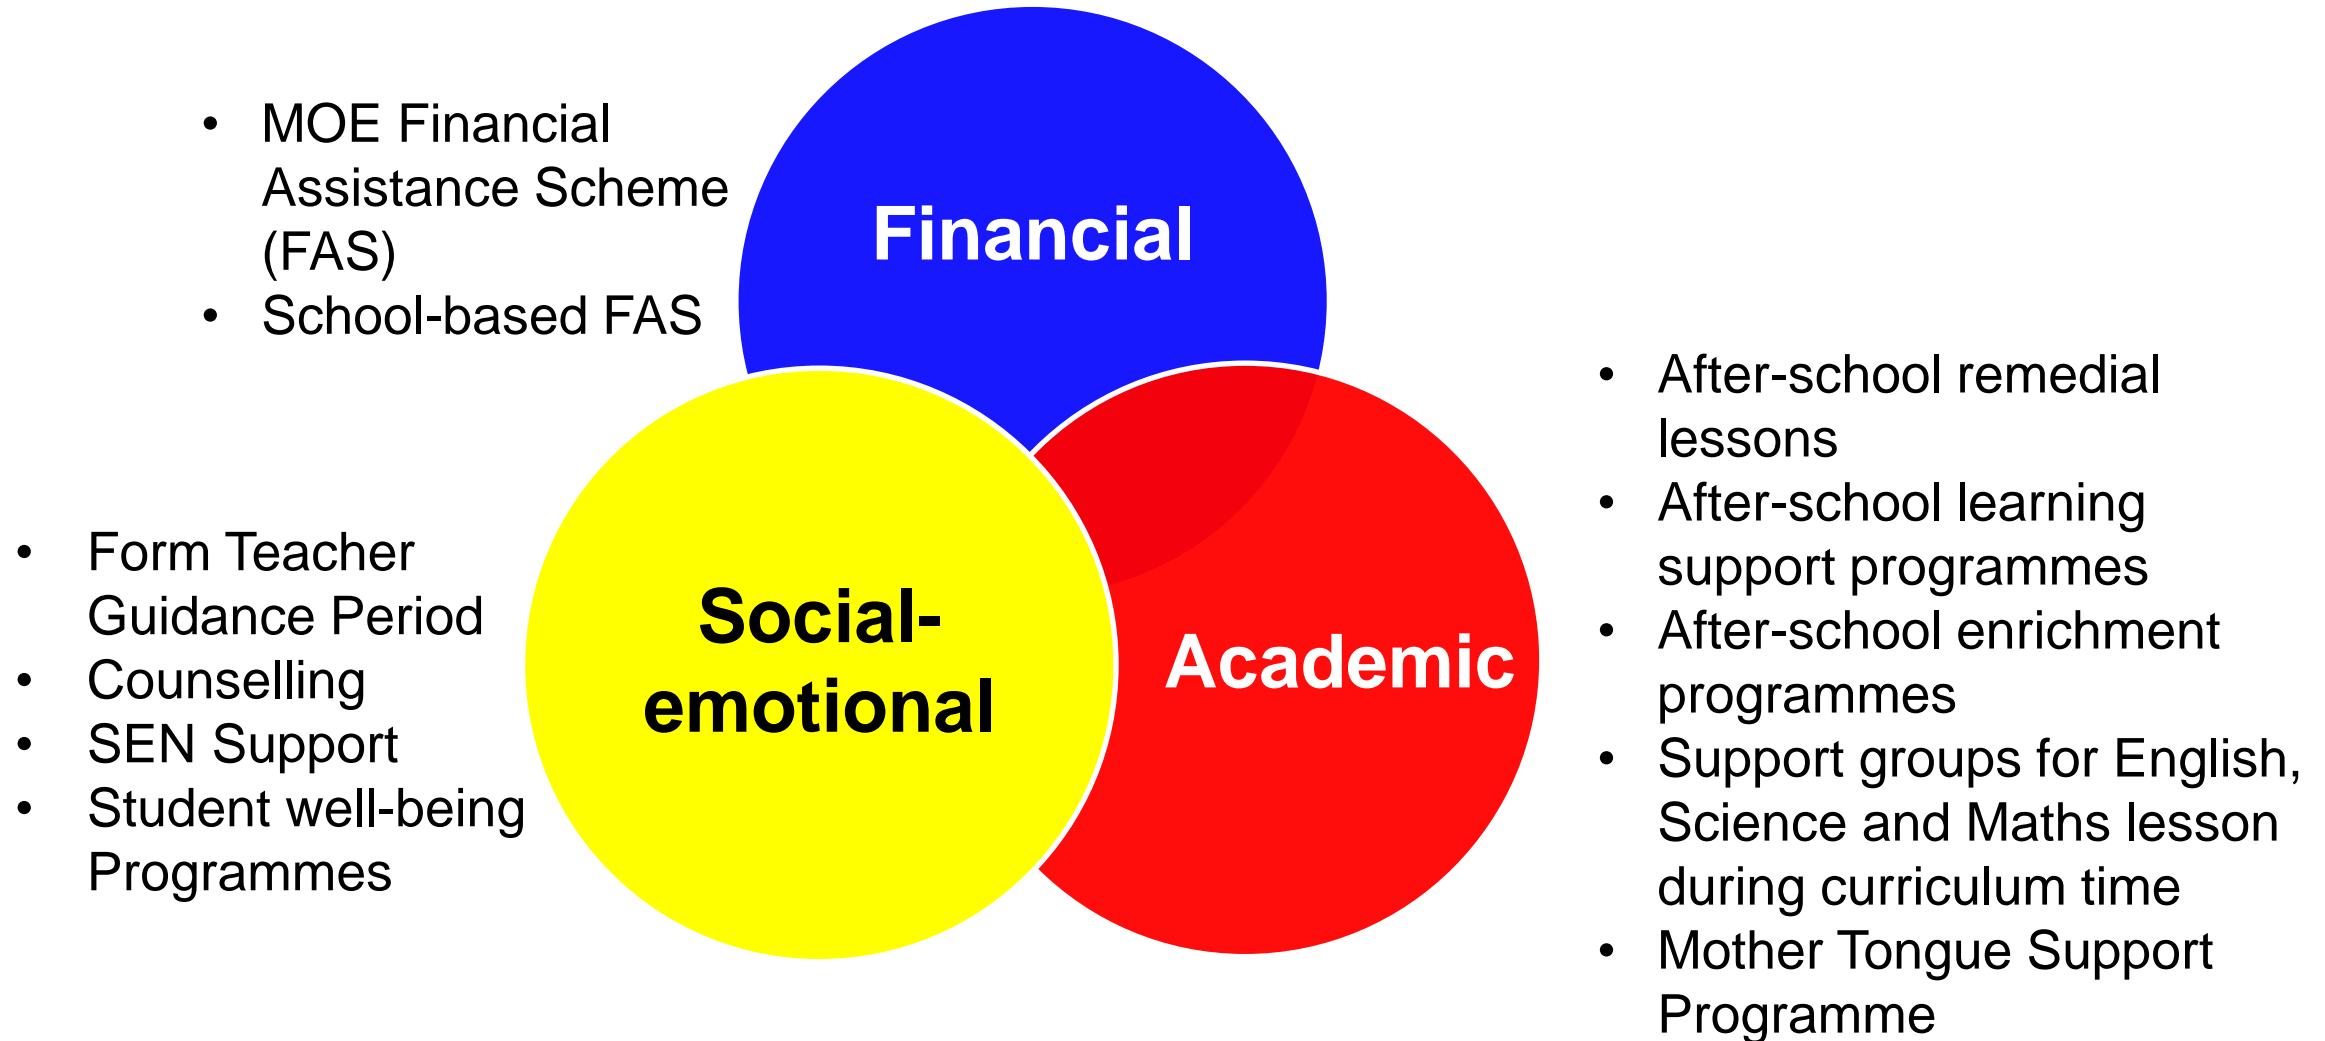 • MOE Financial
Assistance Scheme
(FAS)
• School-based FAS
Financial
• Form Teacher
Guidance Period
• Counselling
• SEN Support
• Student well-being
Programmes
Social-
emotional
Academic
• After-school remedial
lessons
• After-school learning
support programmes
• After-school enrichment
programmes
• Support groups for English,
Science and Maths lesson
during curriculum time
• Mother Tongue Support
Programme